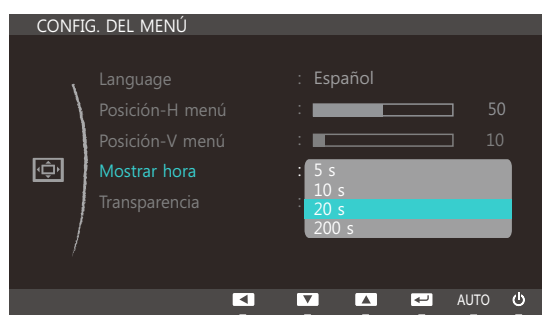 CONFIG. DEL MENÚ
Language : Español
Posición-H menú : 50
Posición-V menú : 10
Mostrar hora : 5 s
10 s
Transparencia : 20 s
200 s
AUTO